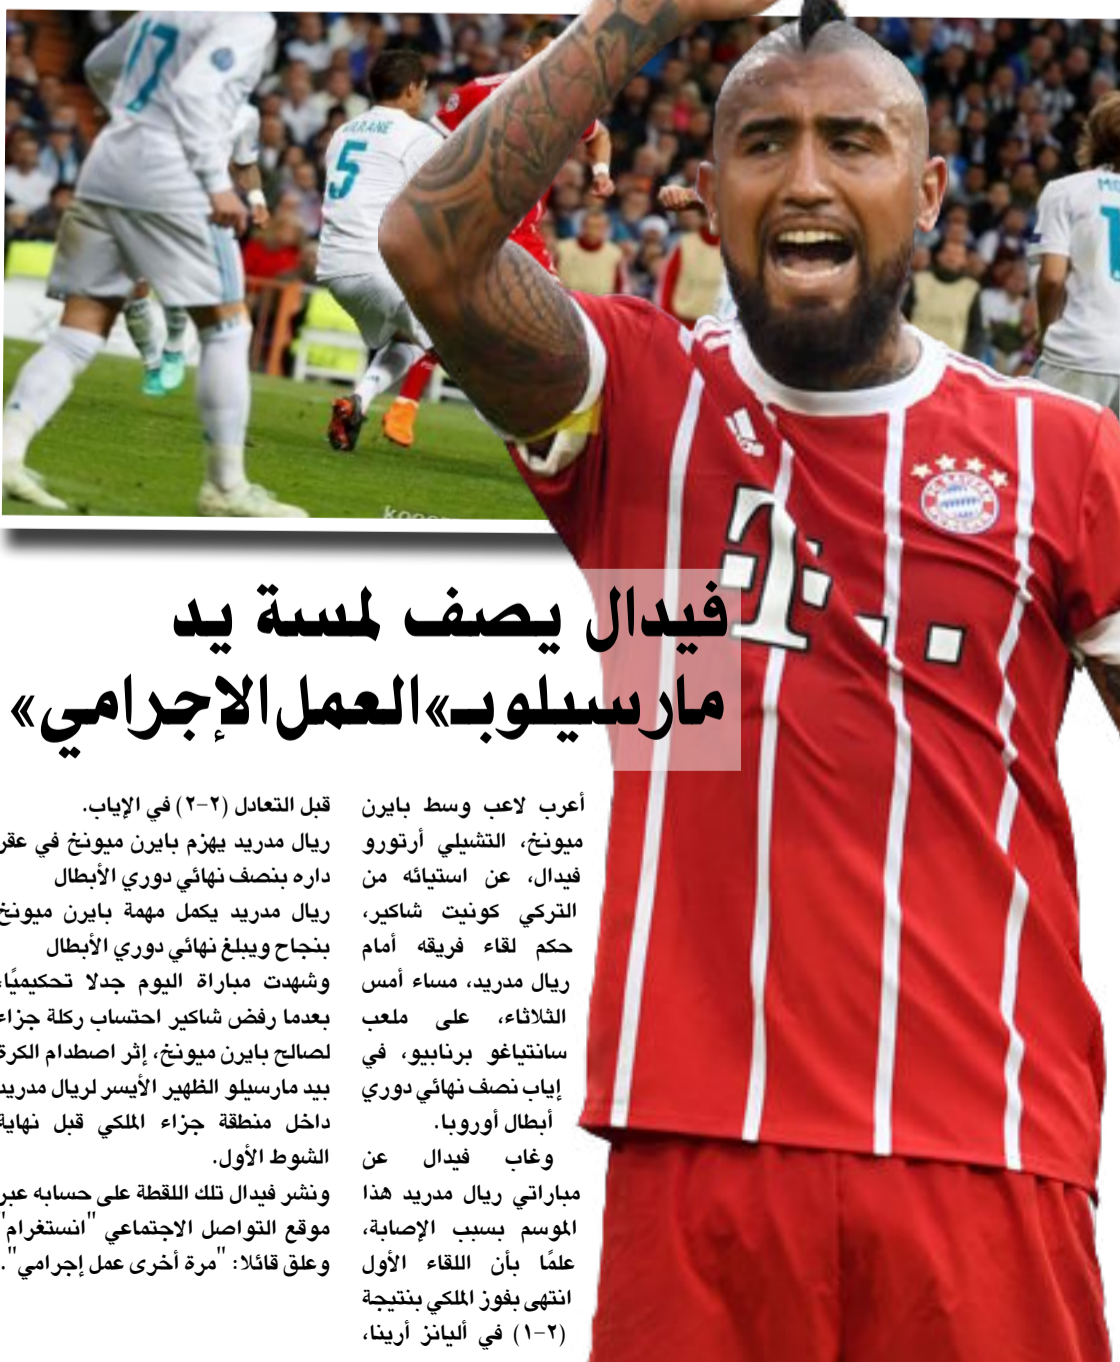 17
VARANE
5
فيدال يصف لمسة يد
مارسيلوبـ»العمل الإجرامي»
أعرب لاعب وسط بايرن
ميونخ، التشيلي أرتورو
فيدال، عن استيائه من
التركي كونيت شاكير،
حكم لقاء فريقه أمام
ريال مدريد، مساء أمس
الثلاثاء، على ملعب
سانتياغو برنابيو، في
إياب نصف نهائي دوري
أبطال أوروبا.
وغاب فيدال عن
مباراتي ريال مدريد هذا
الموسم بسبب الإصابة،
علمًا بأن اللقاء الأول
انتهى بفوز الملكي بنتيجة
(٢-١) في أليانز أرينا،
قبل التعادل (٢-٢) في الإياب.
ريال مدريد يهزم بايرن ميونخ في عقر
داره بنصف نهائي دوري الأبطال
ريال مدريد يكمل مهمة بايرن ميونخ
بنجاح ويبلغ نهائي دوري الأبطال
وشهدت مباراة اليوم جدلا تحكيميًا،
بعدما رفض شاكير احتساب ركلة جزاء
لصالح بايرن ميونخ، إثر اصطدام الكرة
بيد مارسيلو الظهير الأيسر لريال مدريد
داخل منطقة جزاء الملكي قبل نهاية
الشوط الأول.
ونشر فيدال تلك اللقطة على حسابه عبر
موقع التواصل الاجتماعي "انستغرام"
وعلق قائلا: "مرة أخرى عمل إجرامي".